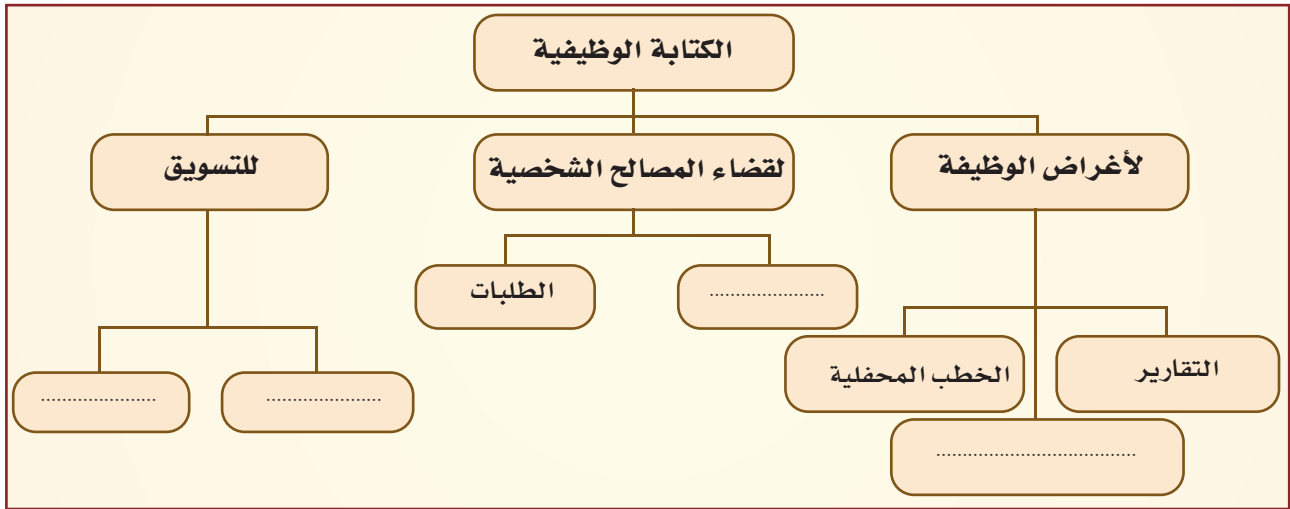 الكتابة الوظيفية
لأغراض الوظيفة
لقضاء المصالح الشخصية
للتسويق
التقارير
الخطب المحفلية
......................................
......................
الطلبات
......................
......................